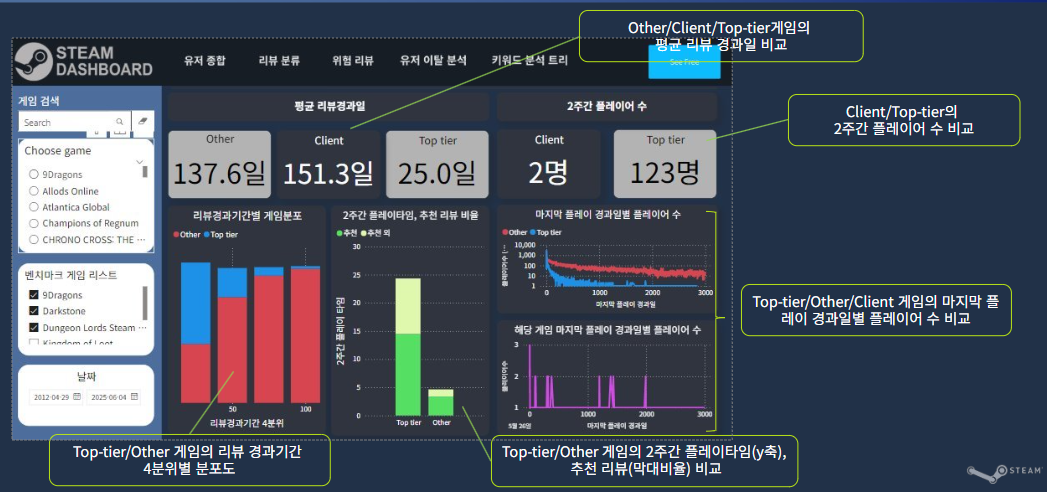 Other/Client/Top-tier게임의
평균 리뷰 경과일 비교
STEAM
DASHBOARD
유저 종합
리뷰 분류
위험 리뷰
유저 이탈 분석
키워드 분석 트리
See Free
게임 검색
Search
Choose game
9Dragons
Allods Online
Atlantica Global
Champions of Regnum
CHRONO CROSS: THE ...
벤치마크 게임 리스트
9Dragons
Darkstone
Dungeon Lords Steam ...
Kingdom of Loot
날짜
2012-04-29
2025-06-04
평균 리뷰경과일
2주간 플레이어 수
Other
137.6일
Client
151.3일
Top tier
25.0일
Client
2명
Top tier
123명
Client/Top-tier의
2주간 플레이어 수 비교
리뷰경과기간별 게임분포
Other Top tier
50
100
리뷰경과기간 4분위
2주간 플레이타임, 추천 리뷰 비율
추천 추천 외
2주간 플레이 타임
30
25
20
15
10
5
0
Top tier
Other
마지막 플레이 경과일별 플레이어 수
Other Top tier
플레이어수 (...
10,000
1,000
100
10
1
0
1000
2000
3000
마지막 플레이 경과일
해당 게임 마지막 플레이 경과일별 플레이어 수
플레이어수
3
2
1
0
1000
2000
3000
5월 26일
마지막 플레이 경과일
Top-tier/Other/Client 게임의 마지막 플
레이 경과일별 플레이어 수 비교
Top-tier/Other 게임의 리뷰 경과기간
4분위별 분포도
Top-tier/Other 게임의 2주간 플레이타임(y축),
추천 리뷰(막대비율) 비교
STEAM